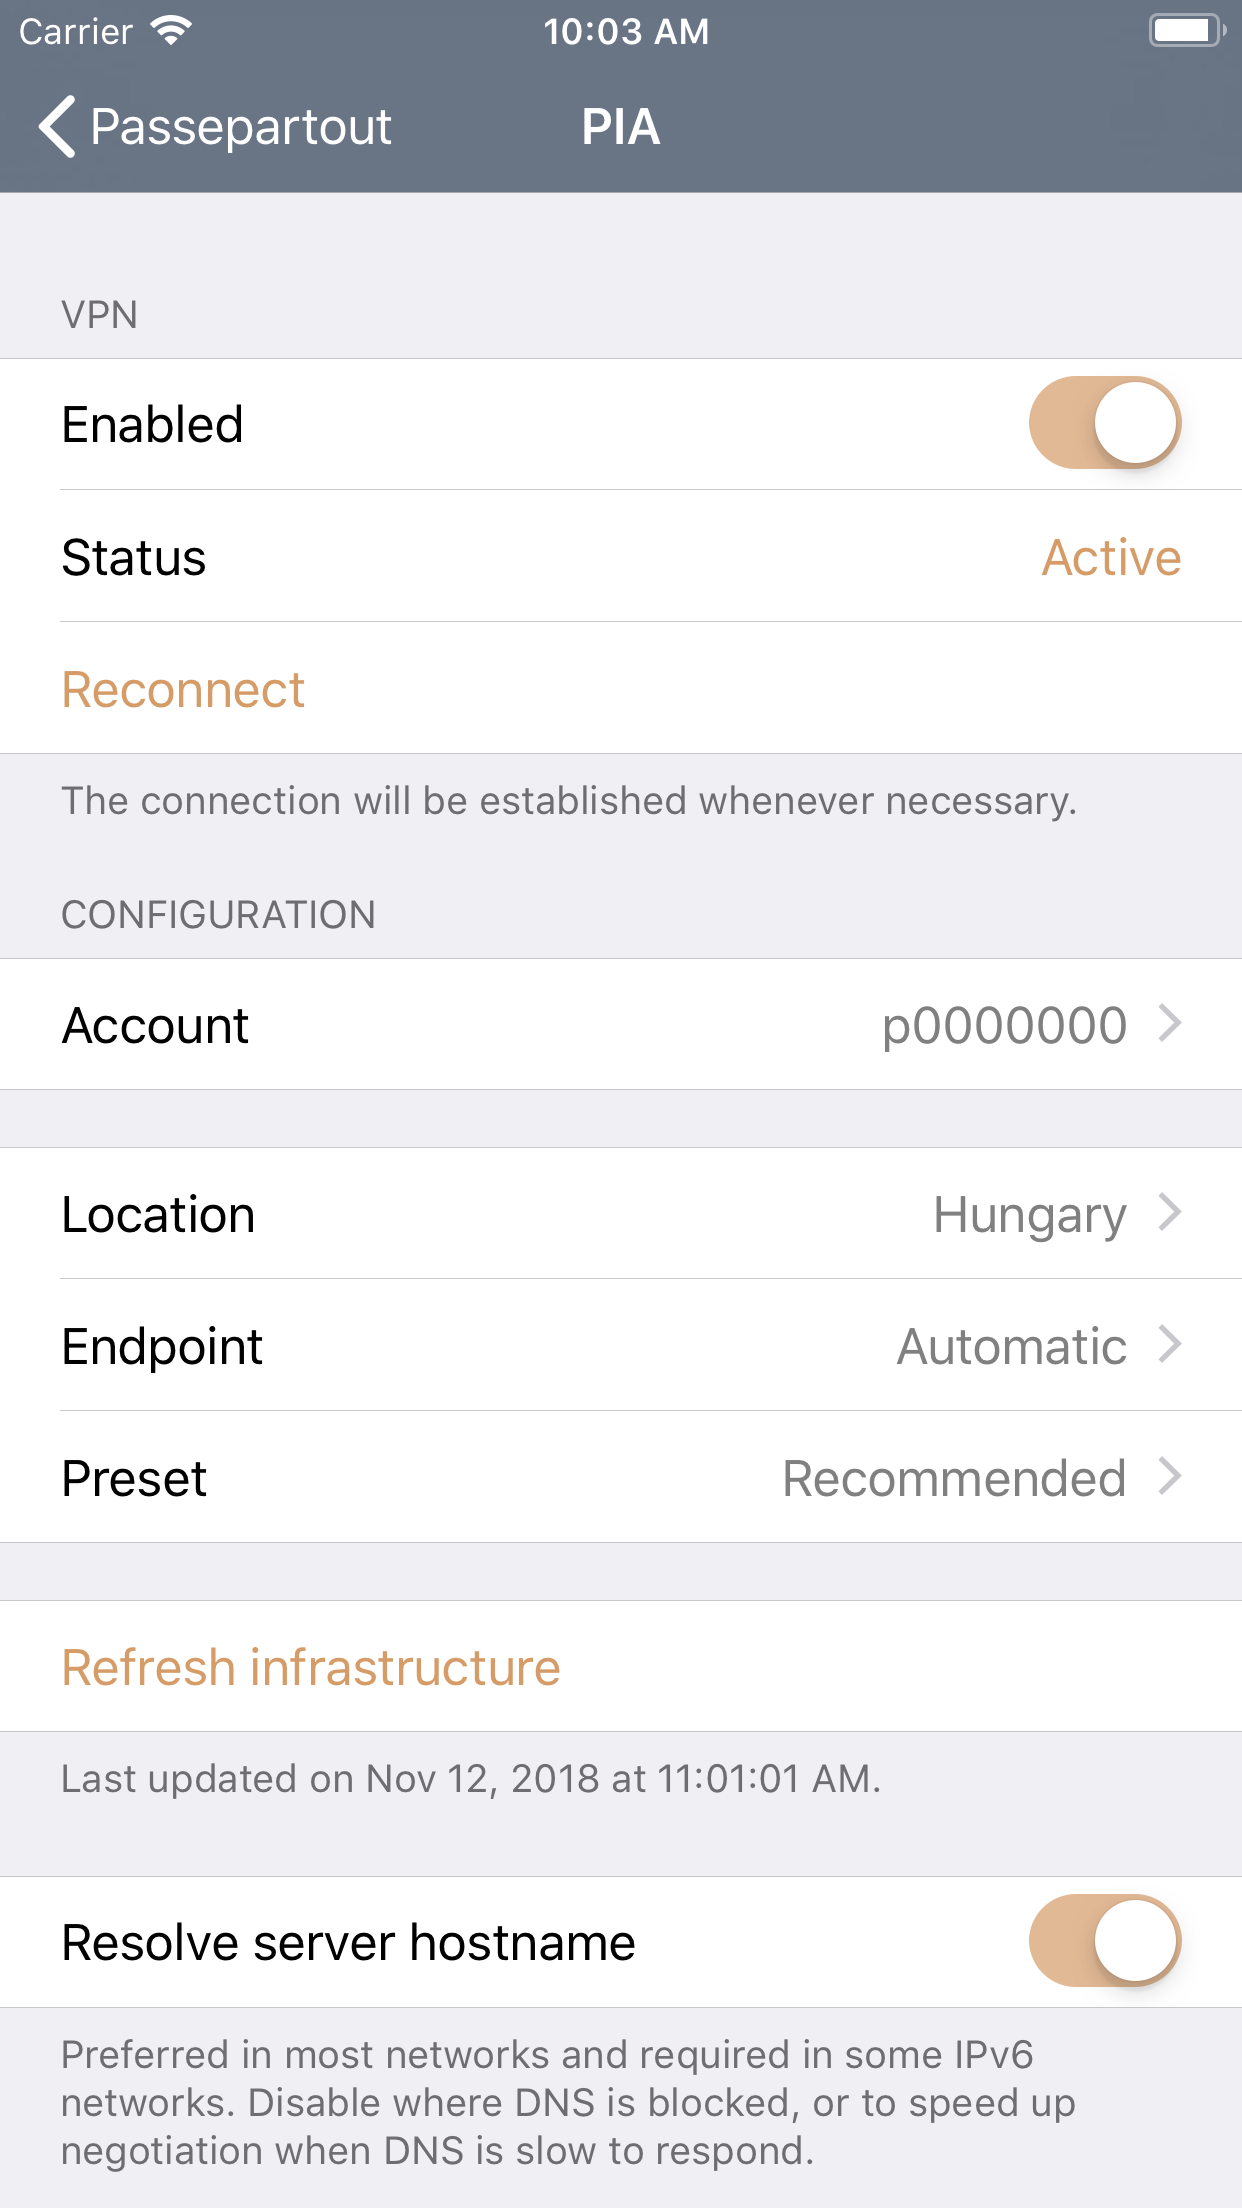 Carrier 10:03 AM
Passepartout PIA
VPN
Enabled
Status Active
Reconnect
The connection will be established whenever necessary.
CONFIGURATION
Account p0000000
Location Hungary
Endpoint Automatic
Preset Recommended
Refresh infrastructure
Last updated on Nov 12, 2018 at 11:01:01 AM.
Resolve server hostname
Preferred in most networks and required in some IPv6
networks. Disable where DNS is blocked, or to speed up
negotiation when DNS is slow to respond.